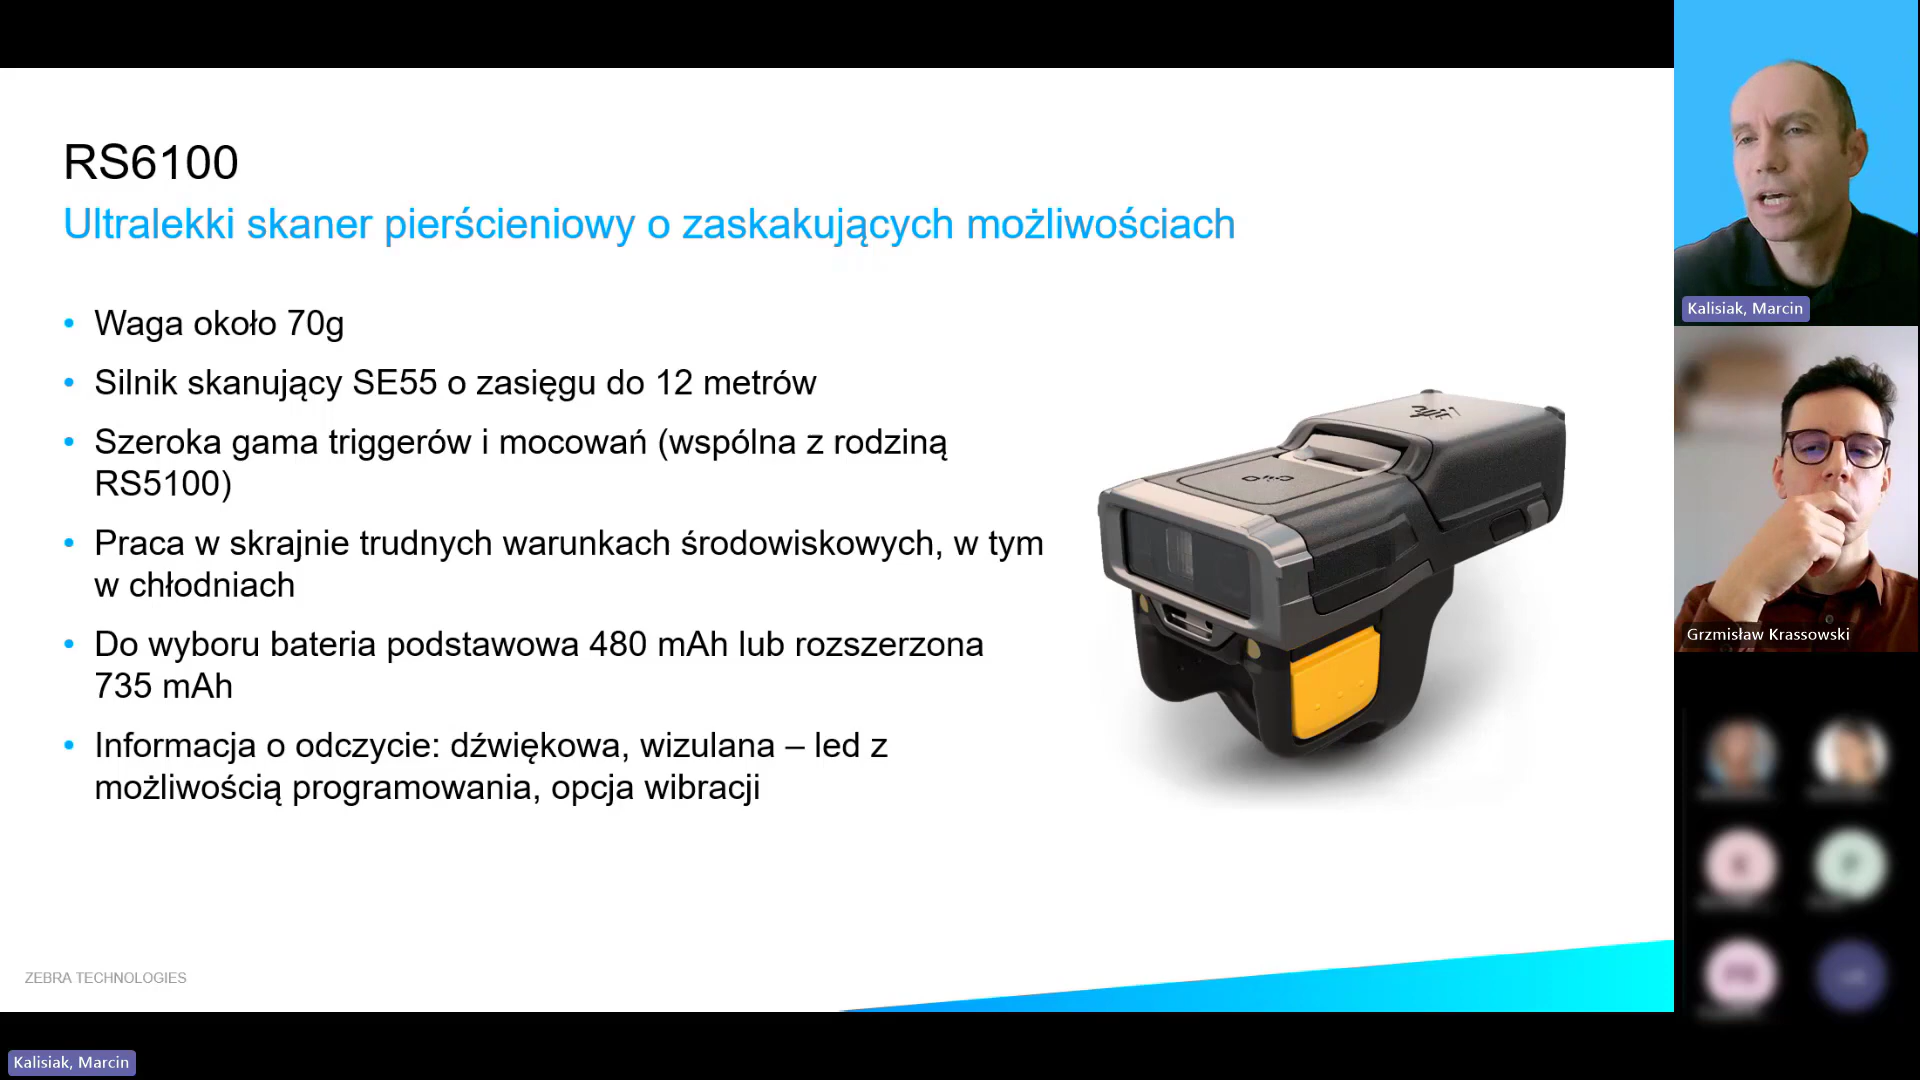 RS6100
Ultralekki skaner pierścieniowy o zaskakujących możliwościach
• Waga około 70g
• Silnik skanujący SE55 o zasięgu do 12 metrów
• Szeroka gama triggerów i mocowań (wspólna z rodziną
RS5100)
• Praca w skrajnie trudnych warunkach środowiskowych, w tym
w chłodniach
• Do wyboru bateria podstawowa 480 mAh lub rozszerzona
735 mAh
• Informacja o odczycie: dźwiękowa, wizulana – led z
możliwością programowania, opcja wibracji
ZEBRA TECHNOLOGIES
Kalisiak, Marcin
Kalisiak, Marcin
Grzmisław Krassowski